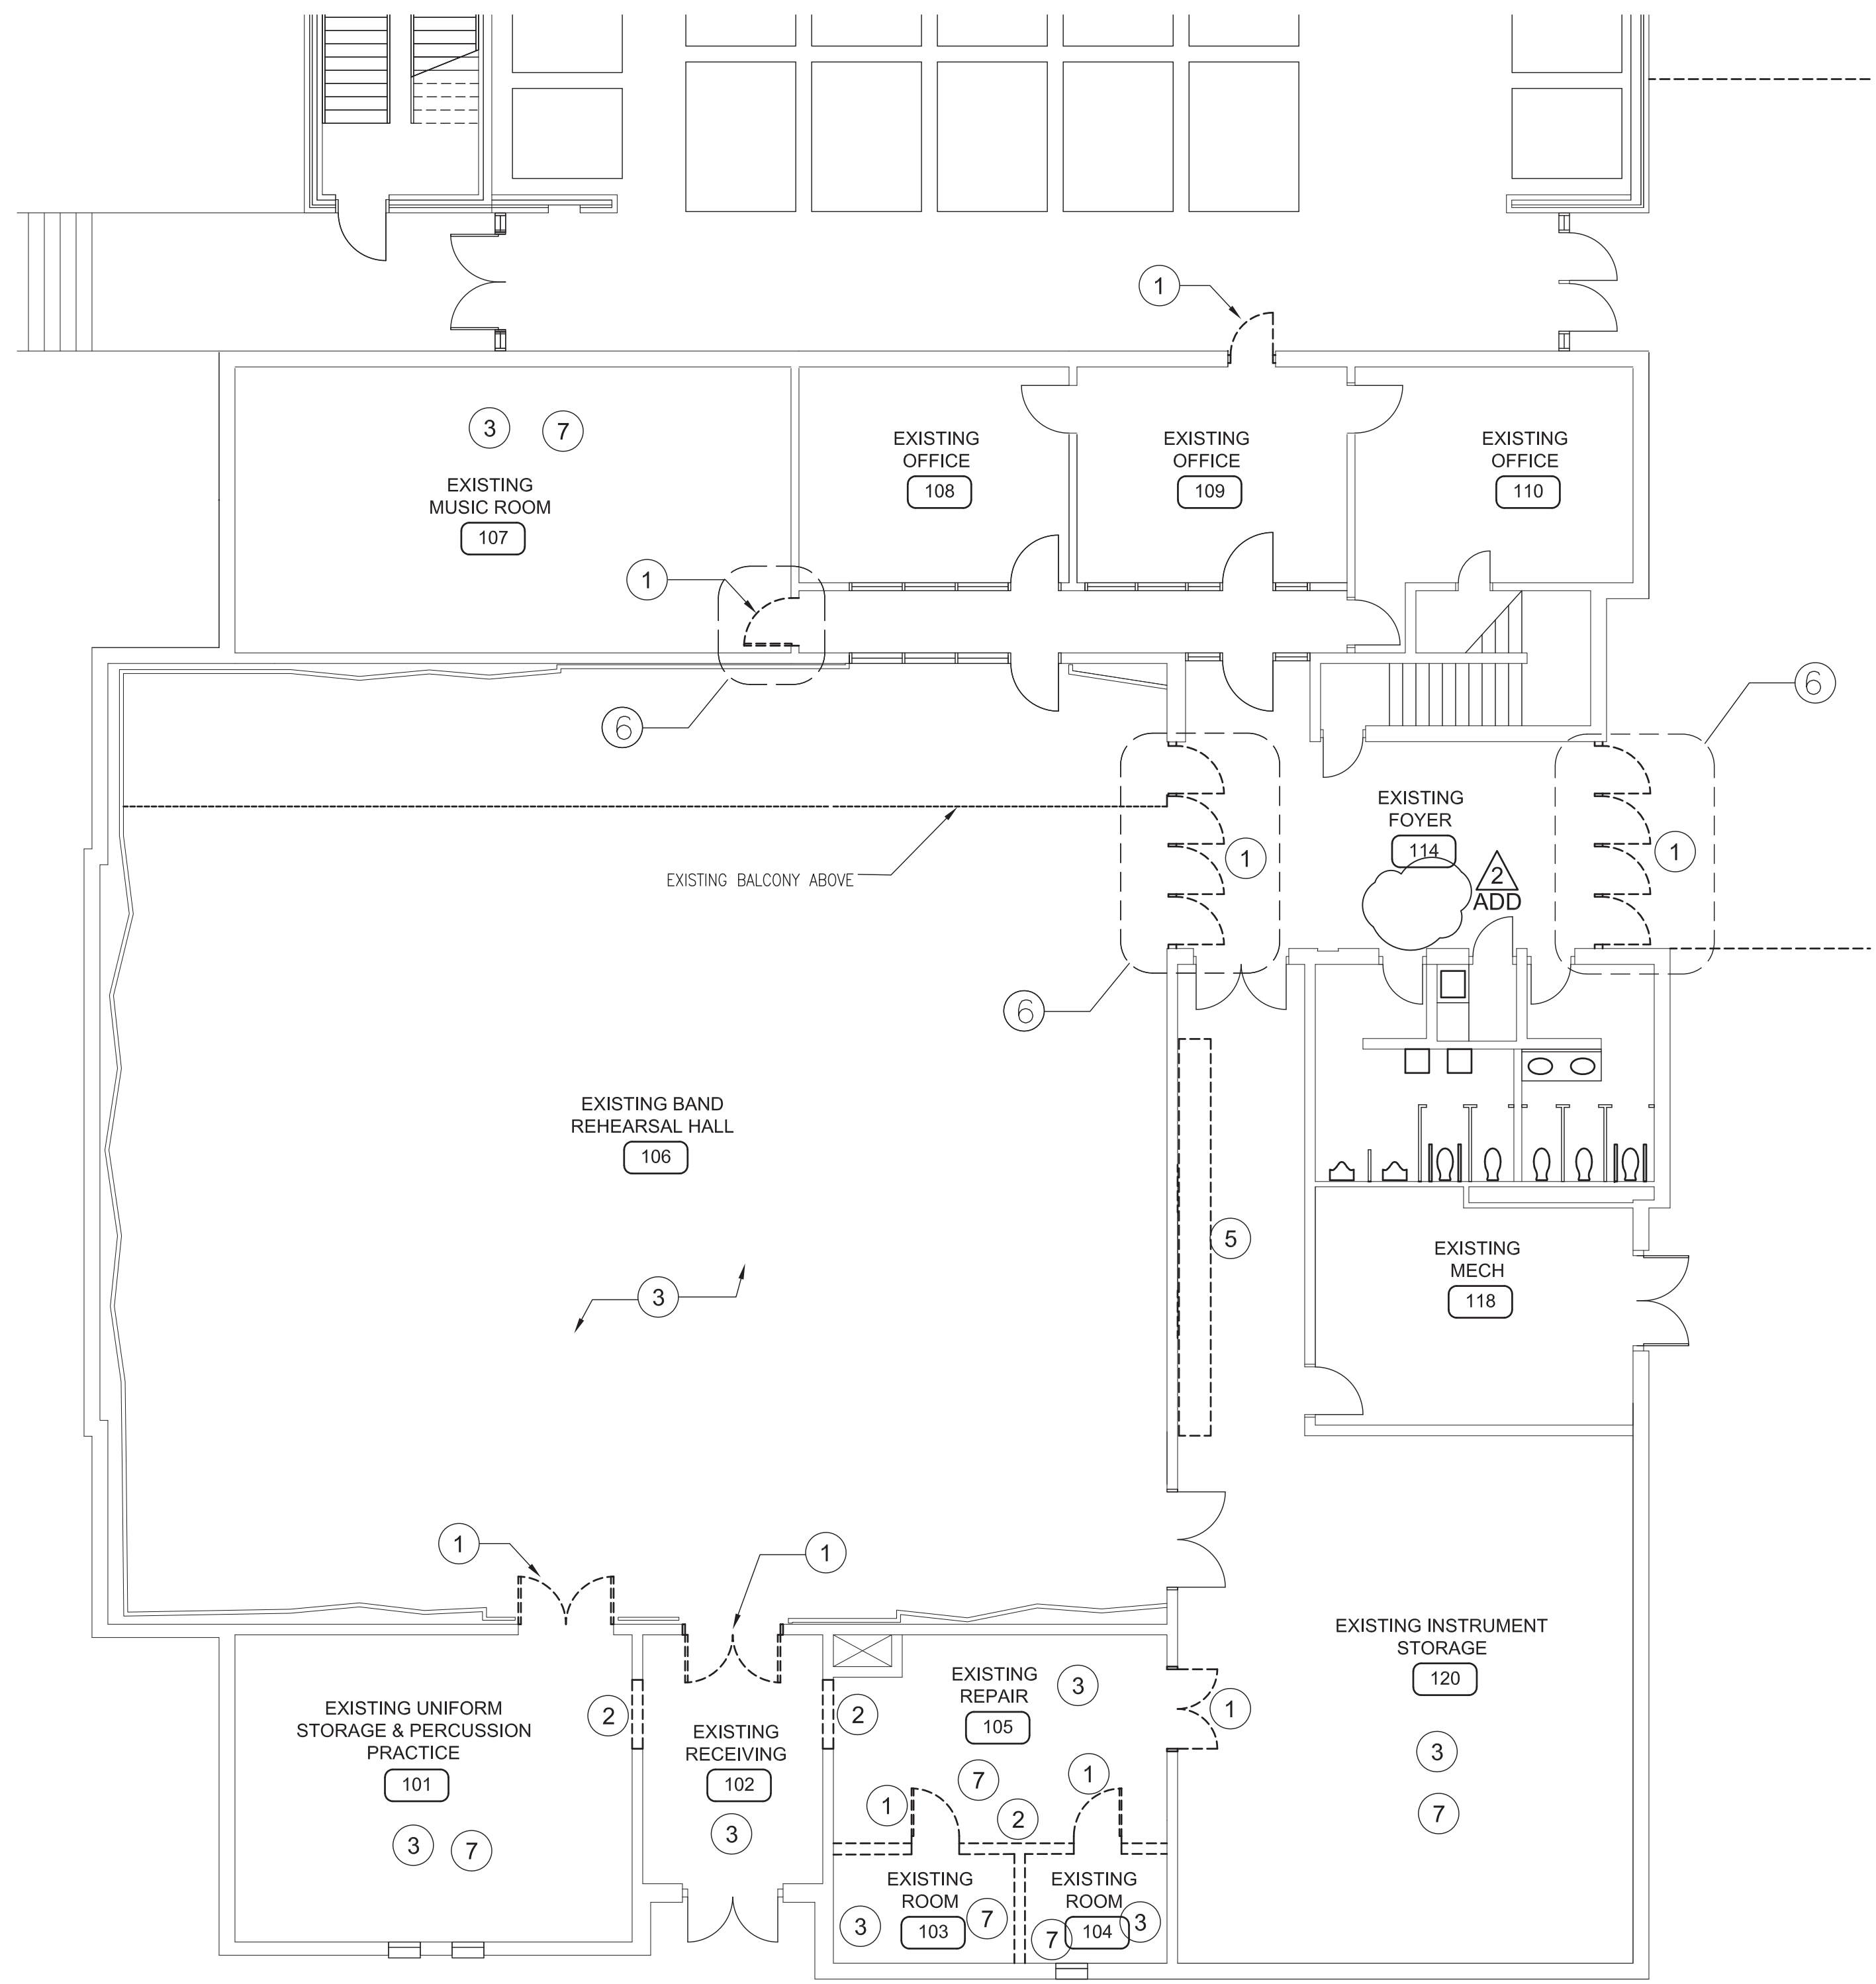 1
3
7
EXISTING
MUSIC ROOM
107
EXISTING
OFFICE
108
EXISTING
OFFICE
109
EXISTING
OFFICE
110
1
6
6
EXISTING
FOYER
114
2
ADD
1
1
EXISTING BALCONY ABOVE
6
EXISTING BAND
REHEARSAL HALL
106
5
EXISTING
MECH
118
3
1
1
EXISTING UNIFORM
STORAGE & PERCUSSION
PRACTICE
101
3
7
2
EXISTING
RECEIVING
102
3
2
EXISTING
REPAIR
105
3
7
1
1
2
1
EXISTING
ROOM
103
3
7
EXISTING
ROOM
104
7
3
EXISTING INSTRUMENT
STORAGE
120
3
7